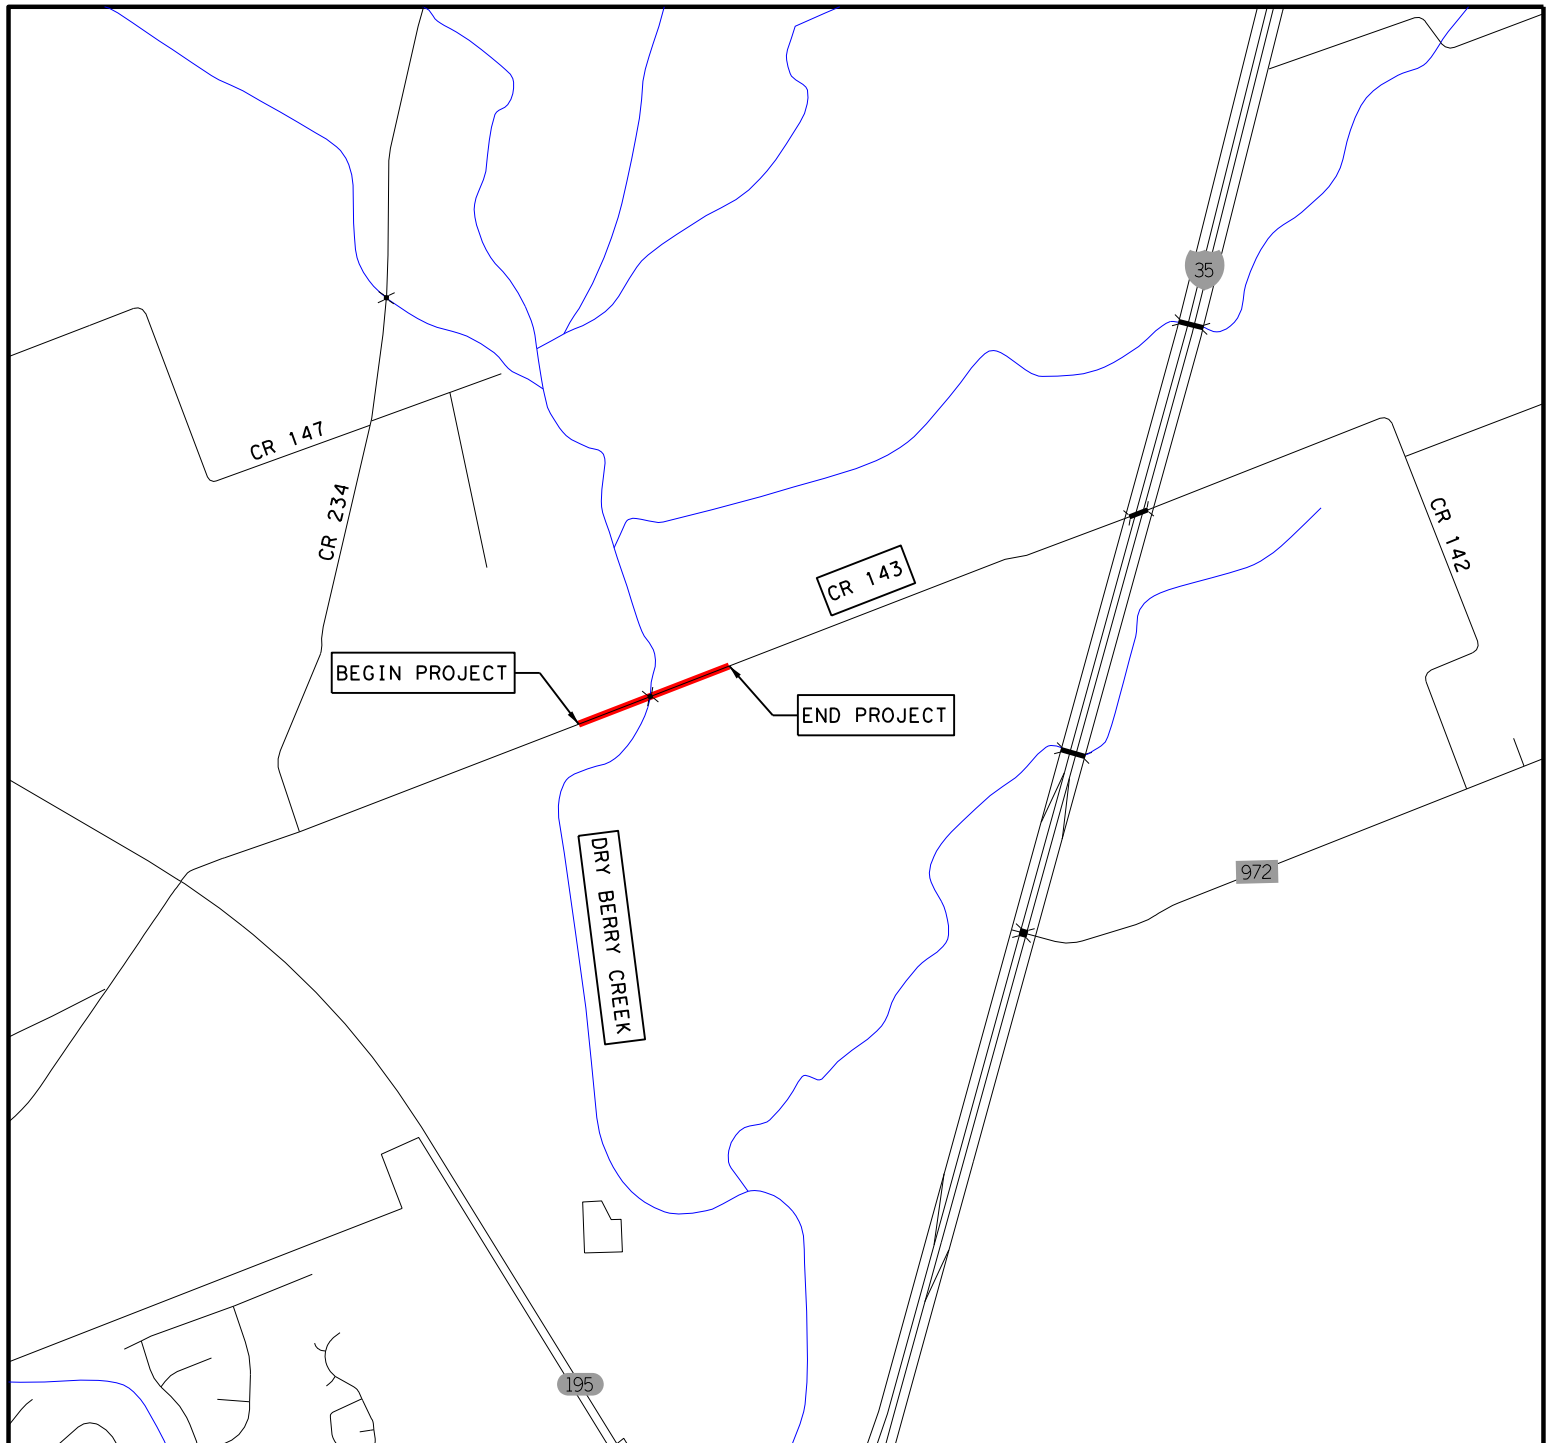 35
CR 147
CR 234
CR 142
CR 143
BEGIN PROJECT
END PROJECT
972
DRY BERRY CREEK
195